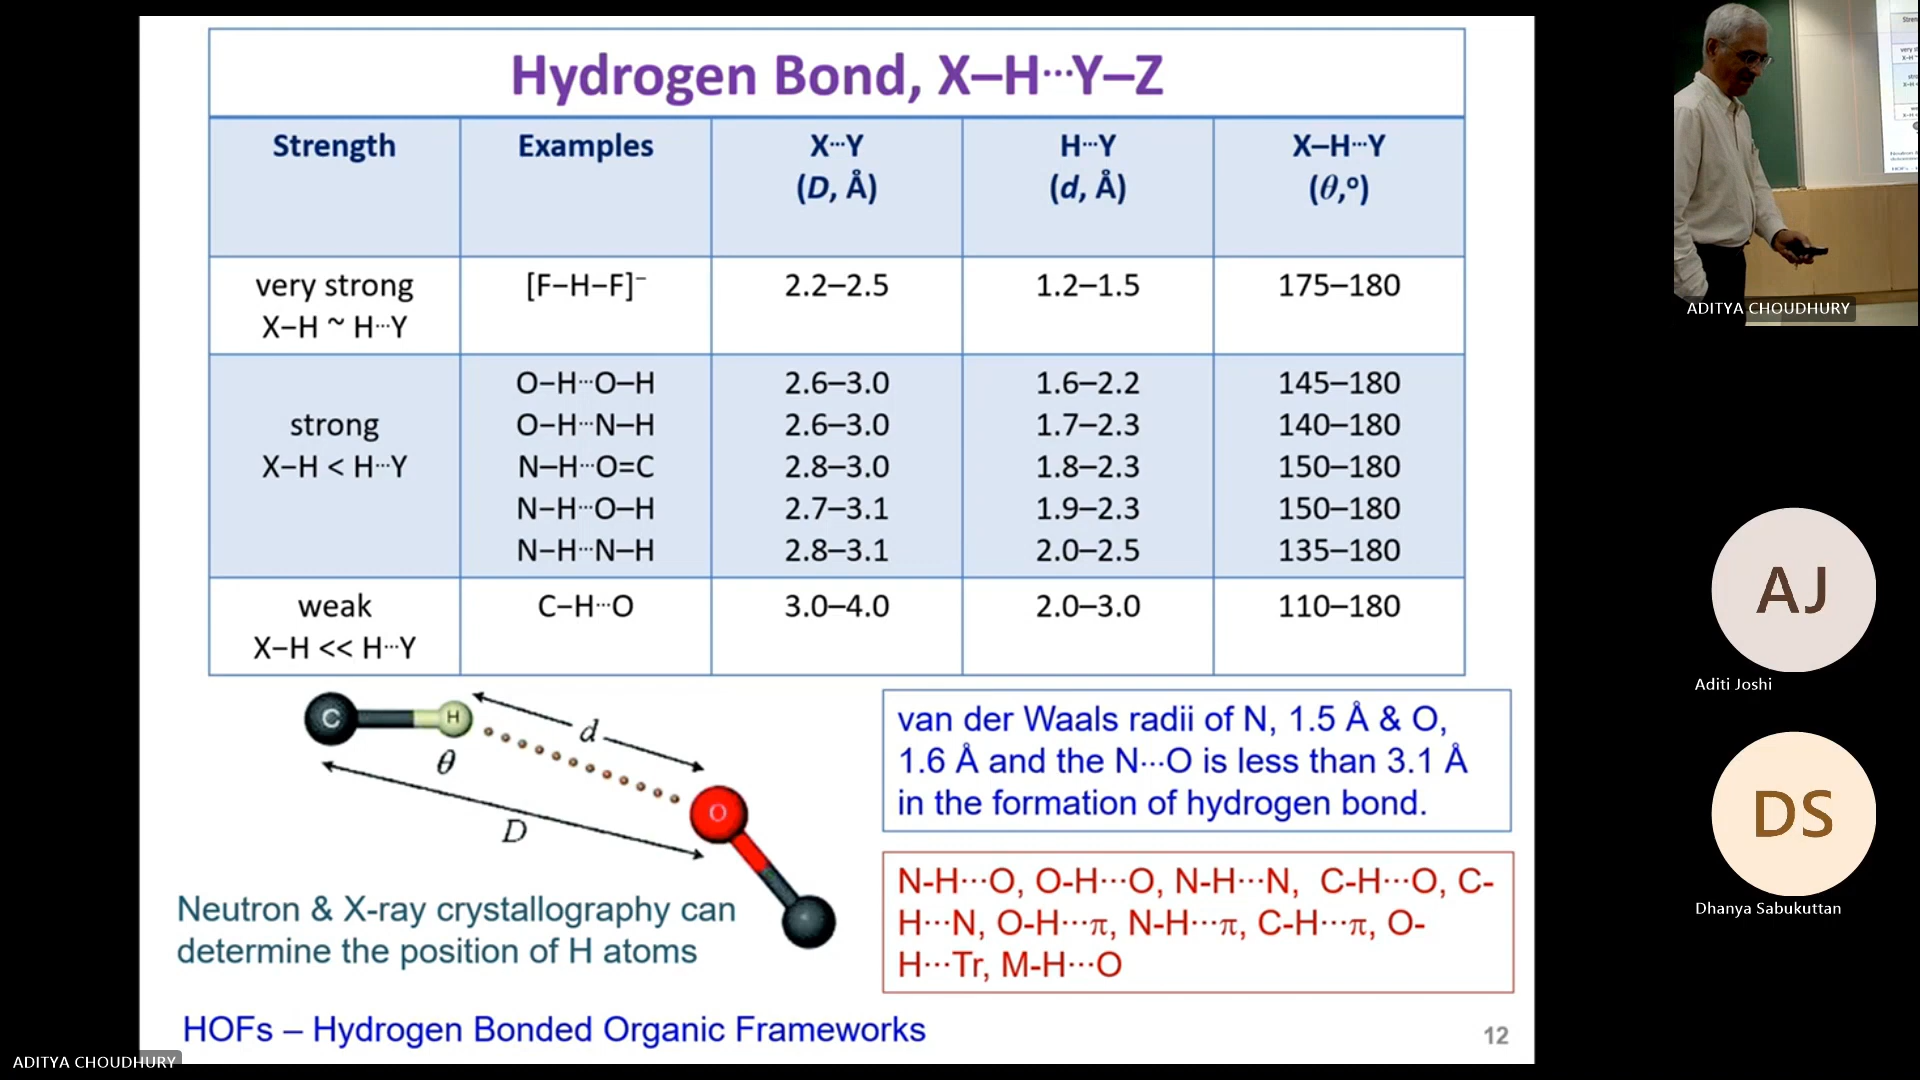 Hydrogen Bond, X–H···Y–Z
Strength
Examples
X···Y
(D, Å)
H···Y
(d, Å)
X–H···Y
(θ,º)
very strong
X–H ~ H···Y
[F–H–F]⁻
2.2–2.5
1.2–1.5
175–180
strong
X–H < H···Y
O–H···O–H
2.6–3.0
1.6–2.2
145–180
O–H···N–H
2.6–3.0
1.7–2.3
140–180
N–H···O=C
2.8–3.0
1.8–2.3
150–180
N–H···O–H
2.7–3.1
1.9–2.3
150–180
N–H···N–H
2.8–3.1
2.0–2.5
135–180
weak
X–H << H···Y
C–H···O
3.0–4.0
2.0–3.0
110–180
C
H
d
θ
D
O
van der Waals radii of N, 1.5 Å & O,
1.6 Å and the N···O is less than 3.1 Å
in the formation of hydrogen bond.
N-H···O, O-H···O, N-H···N, C-H···O, C-
H···N, O-H···π, N-H···π, C-H···π, O-
H···Tr, M-H···O
Neutron & X-ray crystallography can
determine the position of H atoms
HOFs – Hydrogen Bonded Organic Frameworks
12
ADITYA CHOUDHURY
ADITYA CHOUDHURY
AJ
Aditi Joshi
DS
Dhanya Sabukuttan